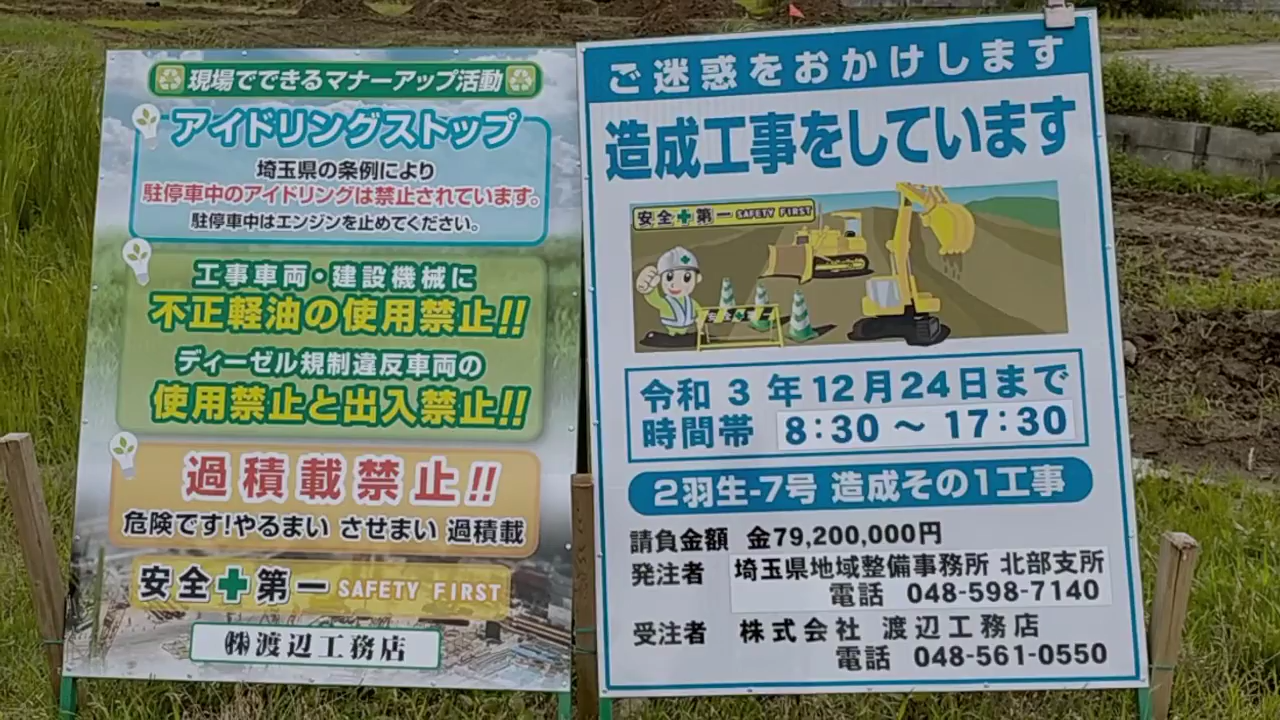 現場でできるマナーアップ活動
アイドリングストップ
埼玉県の条例により
駐停車中のアイドリングは禁止されています。
駐停車中はエンジンを止めてください。
工事車両・建設機械に
不正軽油の使用禁止!!
ディーゼル規制違反車両の
使用禁止と出入禁止!!
過積載禁止!!
危険です!やるまい させまい 過積載
安全✚第一 SAFETY FIRST
㈱渡辺工務店
ご迷惑をおかけします
造成工事をしています
安全✚第一 SAFETY FIRST
安全✚第一
令和3年12月24日まで
時間帯 8:30～17:30
2羽生-7号 造成その1工事
請負金額 金79,200,000円
発注者 埼玉県地域整備事務所 北部支所
電話 048-598-7140
受注者 株式会社 渡辺工務店
電話 048-561-0550